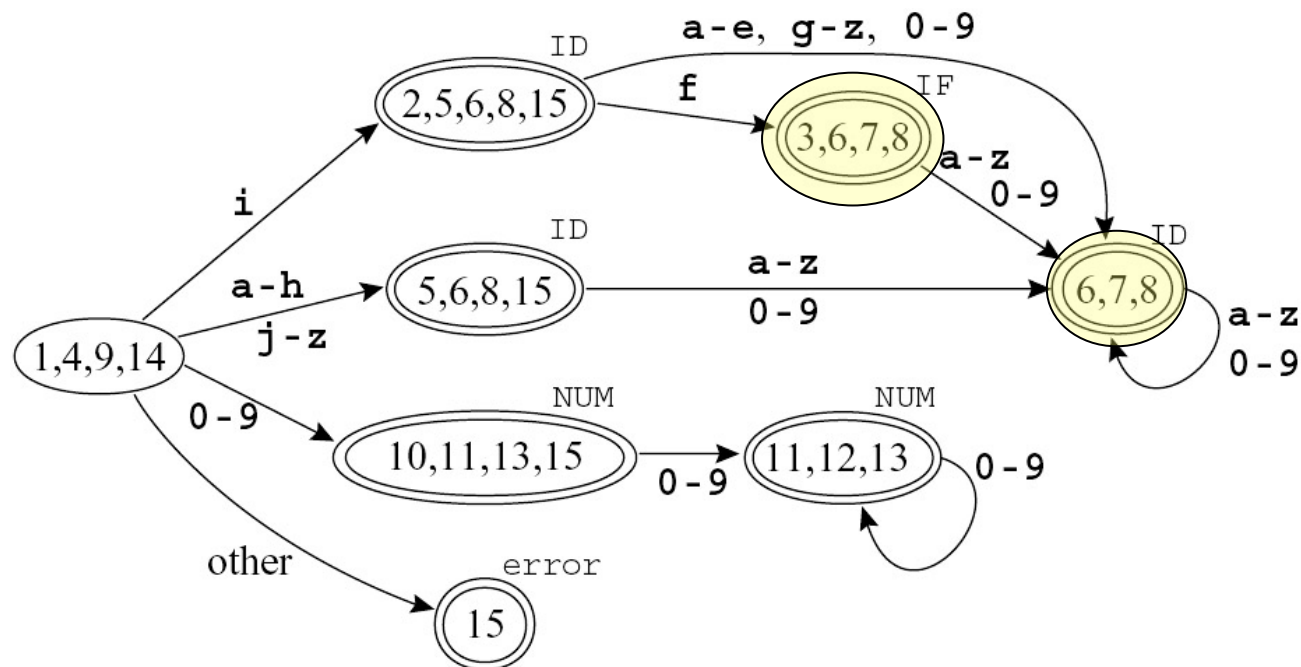 a-e, g-z, 0-9
ID
2,5,6,8,15
f
IF
3,6,7,8
a-z
0-9
i
ID
5,6,8,15
a-z
0-9
ID
6,7,8
a-z
0-9
a-h
j-z
1,4,9,14
0-9
NUM
10,11,13,15
0-9
NUM
11,12,13
0-9
other
error
15